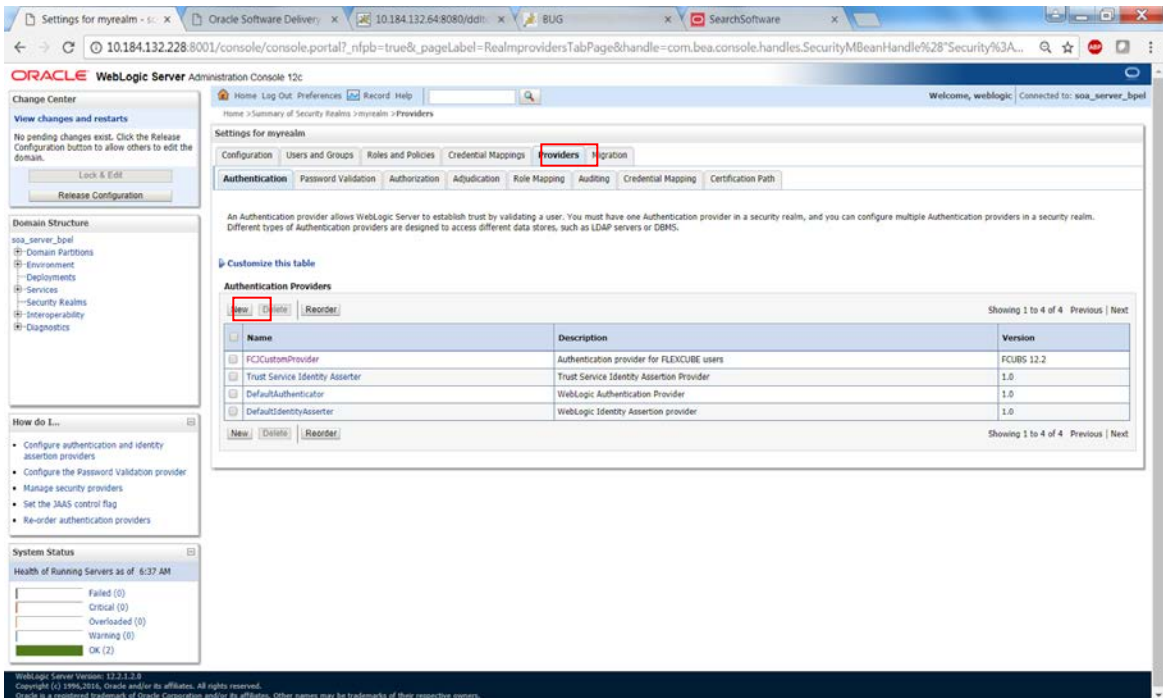 Settings for myrealm - s
Oracle Software Delivery
10.184.132.64:8080/ddlt
BUG
SearchSoftware
10.184.132.228:8001/console/console.portal?_nfpb=true&_pageLabel=RealmprovidersTabPage&handle=com.bea.console.handles.SecurityMBeanHandle%28"Security%3A...
ORACLE WebLogic Server Administration Console 12c
Change Center
View changes and restarts
No pending changes exist. Click the Release
Configuration button to allow others to edit the
domain.
Lock & Edit
Release Configuration
Domain Structure
soa_server_bpel
Domain Partitions
Environment
Deployments
Services
Security Realms
Interoperability
Diagnostics
How do I...
Configure authentication and identity
assertion providers
Configure the Password Validation provider
Manage security providers
Set the JAAS control flag
Re-order authentication providers
System Status
Health of Running Servers as of 6:37 AM
Failed (0)
Critical (0)
Overloaded (0)
Warning (0)
OK (2)
Home Log Out Preferences Record Help
Welcome, weblogic Connected to: soa_server_bpel
Home >Summary of Security Realms >myrealm >Providers
Settings for myrealm
Configuration Users and Groups Roles and Policies Credential Mappings Providers Migration
Authentication Password Validation Authorization Adjudication Role Mapping Auditing Credential Mapping Certification Path
An Authentication provider allows WebLogic Server to establish trust by validating a user. You must have one Authentication provider in a security realm, and you can configure multiple Authentication providers in a security realm.
Different types of Authentication providers are designed to access different data stores, such as LDAP servers or DBMS.
Customize this table
Authentication Providers
New Delete Reorder Showing 1 to 4 of 4 Previous | Next
Name Description Version
FCJCustomProvider Authentication provider for FLEXCUBE users FCUBS 12.2
Trust Service Identity Asserter Trust Service Identity Assertion Provider 1.0
DefaultAuthenticator WebLogic Authentication Provider 1.0
DefaultIdentityAsserter WebLogic Identity Assertion provider 1.0
New Delete Reorder Showing 1 to 4 of 4 Previous | Next
WebLogic Server Version: 12.2.1.2.0
Copyright (c) 1996,2016, Oracle and/or its affiliates. All rights reserved.
Oracle is a registered trademark of Oracle Corporation and/or its affiliates. Other names may be trademarks of their respective owners.